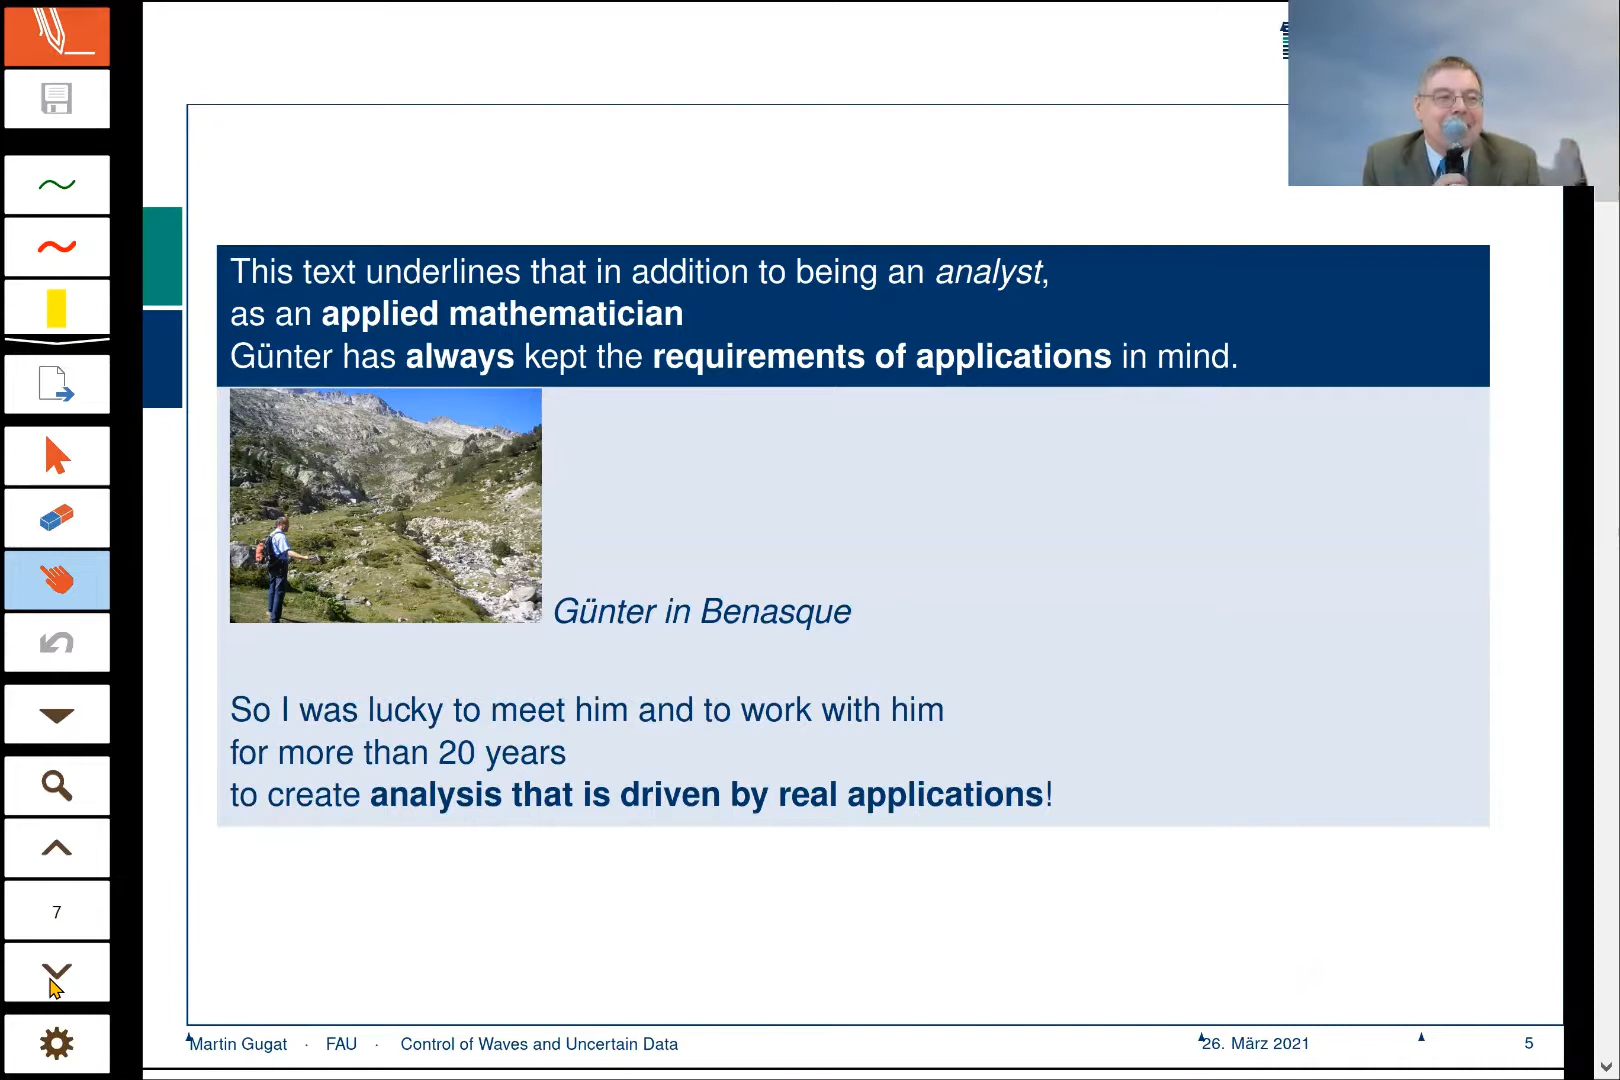 This text underlines that in addition to being an analyst,
as an applied mathematician
Günter has always kept the requirements of applications in mind.
Günter in Benasque
So I was lucky to meet him and to work with him
for more than 20 years
to create analysis that is driven by real applications!
7
Martin Gugat · FAU · Control of Waves and Uncertain Data 26. März 2021 5